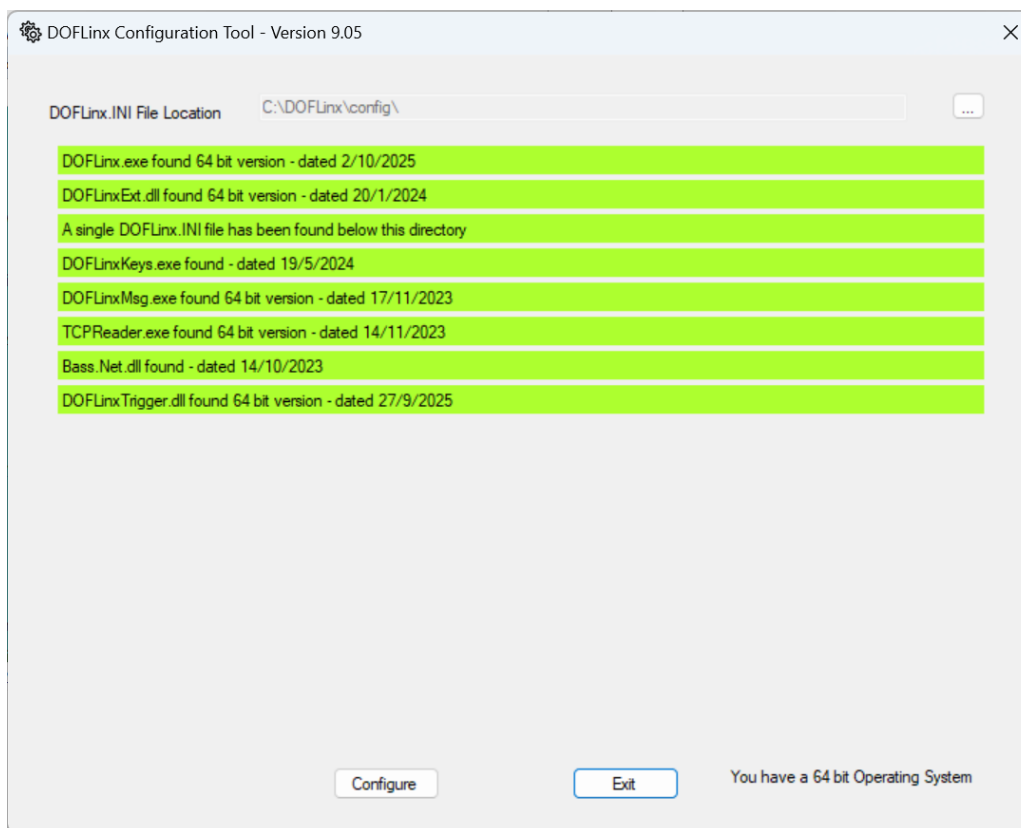 DOFLinx Configuration Tool - Version 9.05
DOFLinx.INI File Location C:\DOFLinx\config\ ...
DOFLinx.exe found 64 bit version - dated 2/10/2025
DOFLinxExt.dll found 64 bit version - dated 20/1/2024
A single DOFLinx.INI file has been found below this directory
DOFLinxKeys.exe found - dated 19/5/2024
DOFLinxMsg.exe found 64 bit version - dated 17/11/2023
TCPReader.exe found 64 bit version - dated 14/11/2023
Bass.Net.dll found - dated 14/10/2023
DOFLinxTrigger.dll found 64 bit version - dated 27/9/2025
Configure Exit You have a 64 bit Operating System